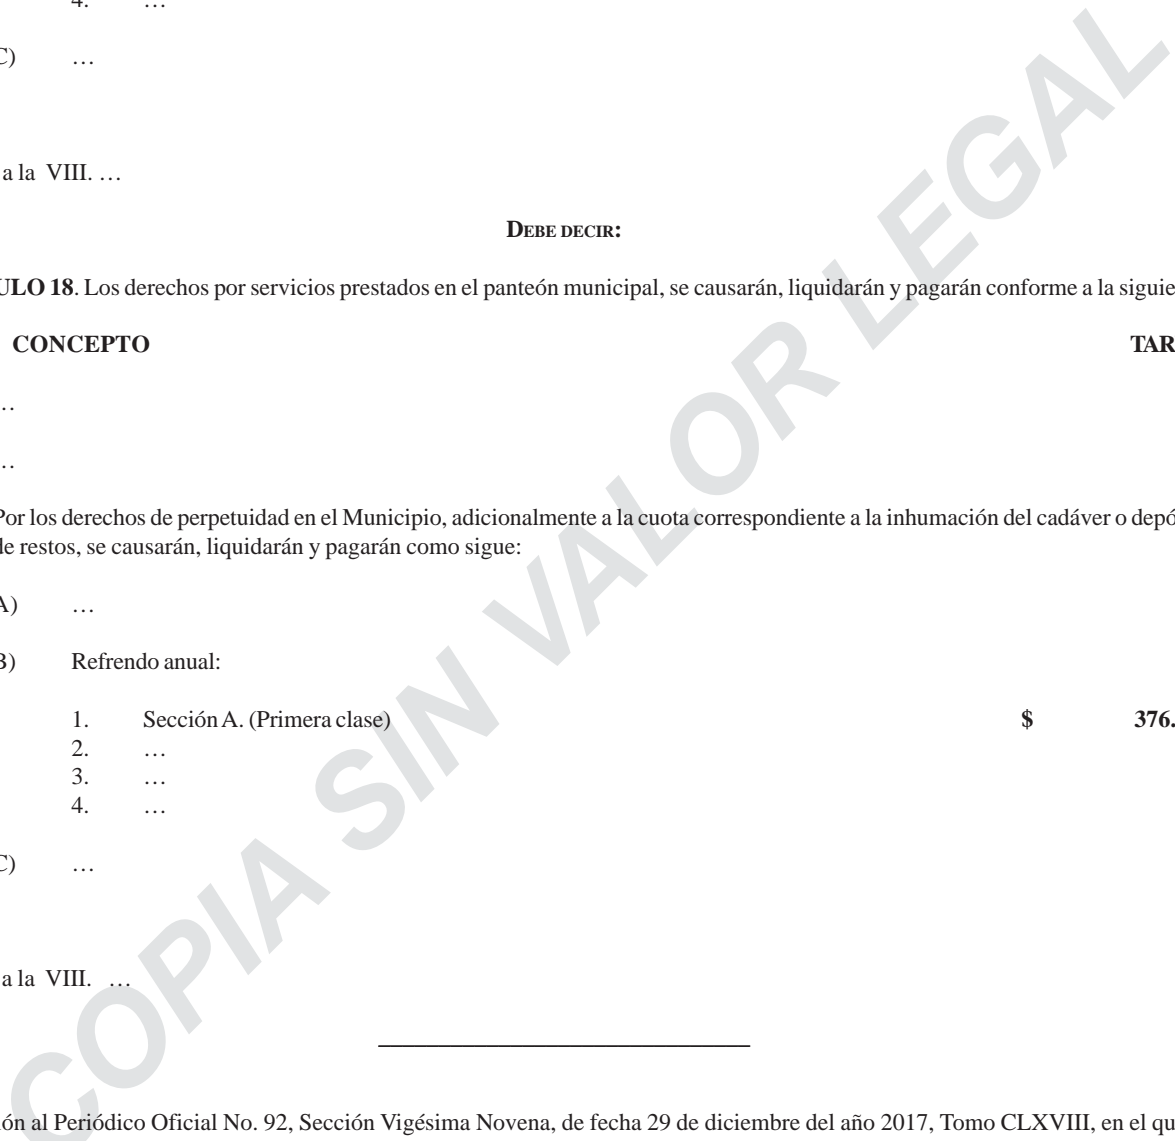 4. …
C) …
a la VIII. …
DEBE DECIR:
ULO 18. Los derechos por servicios prestados en el panteón municipal, se causarán, liquidarán y pagarán conforme a la siguie
CONCEPTO TAR
…
…
Por los derechos de perpetuidad en el Municipio, adicionalmente a la cuota correspondiente a la inhumación del cadáver o depó
de restos, se causarán, liquidarán y pagarán como sigue:
A) …
B) Refrendo anual:
1. Sección A. (Primera clase) $ 376.
2. …
3. …
4. …
C) …
a la VIII. …
ión al Periódico Oficial No. 92, Sección Vigésima Novena, de fecha 29 de diciembre del año 2017, Tomo CLXVIII, en el qu
COPIA SIN VALOR LEGAL